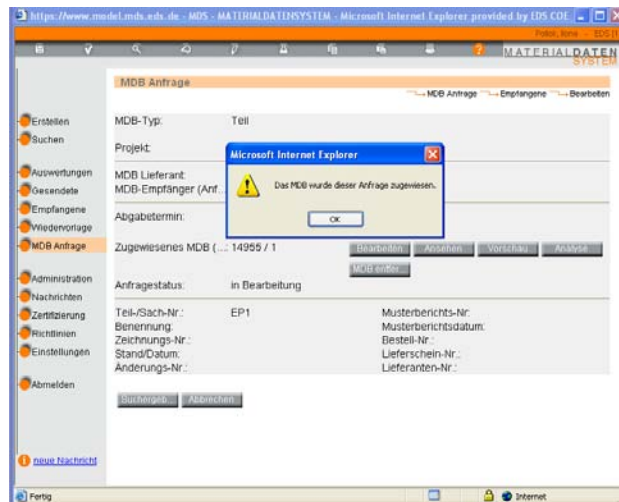 https://www.model.mds.eds.de - MDS - MATERIALDATENSYSTEM - Microsoft Internet Explorer provided by EDS COE
MATERIALDATEN
SYSTEM
MDB Anfrage
MDB Anfrage Empfangene Bearbeiten
Erstellen
Suchen
Auswertungen
Gesendete
Empfangene
Wiedervorlage
MDB Anfrage
Administration
Nachrichten
Zertifizierung
Richtlinien
Einstellungen
Abmelden
neue Nachricht
MDB-Typ: Teil
Projekt:
MDB Lieferant:
MDB-Empfänger (Anf...
Abgabetermin:
Zugewiesenes MDB (...: 14955 / 1
Bearbeiten Ansehen Vorschau Analyse
MDB entfer...
Anfragestatus: in Bearbeitung
Microsoft Internet Explorer
Das MDB wurde dieser Anfrage zugewiesen.
OK
Teil-/Sach-Nr.: EP1
Benennung:
Zeichnungs-Nr.:
Stand/Datum:
Änderungs-Nr.:
Musterberichts-Nr:
Musterberichtsdatum:
Bestell-Nr.:
Lieferschein-Nr.:
Lieferanten-Nr.:
Suchergeb... Abbrechen
Fertig
Internet